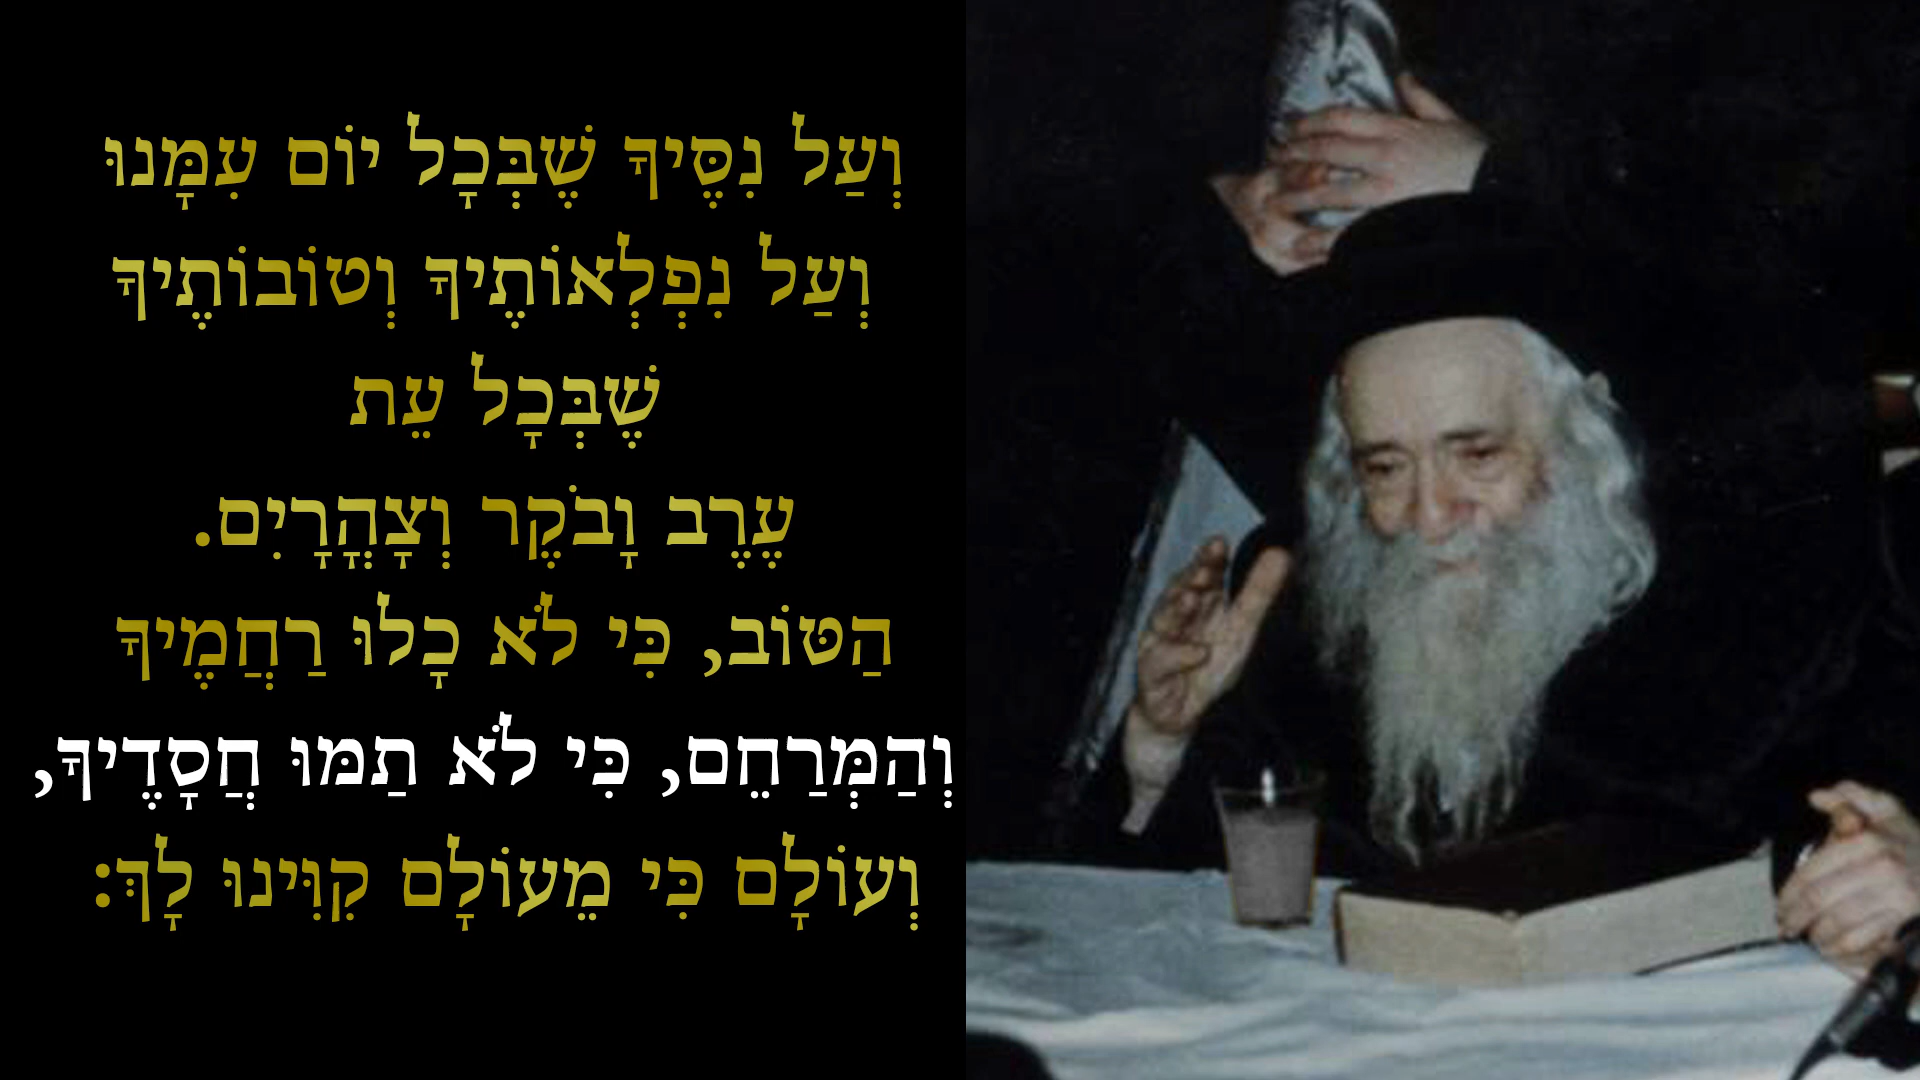 וְעַל נִסֶּיךָ שֶׁבְּכָל יוֹם עִמָּנוּ
וְעַל נִפְלְאוֹתֶיךָ וְטוֹבוֹתֶיךָ
שֶׁבְּכָל עֵת
עֶרֶב וָבֹקֶר וְצָהֳרָיִם.
הַטּוֹב, כִּי לֹא כָלוּ רַחֲמֶיךָ
וְהַמְּרַחֵם, כִּי לֹא תַמּוּ חֲסָדֶיךָ,
וְעוֹלָם כִּי מֵעוֹלָם קִוִּינוּ לָךְ: